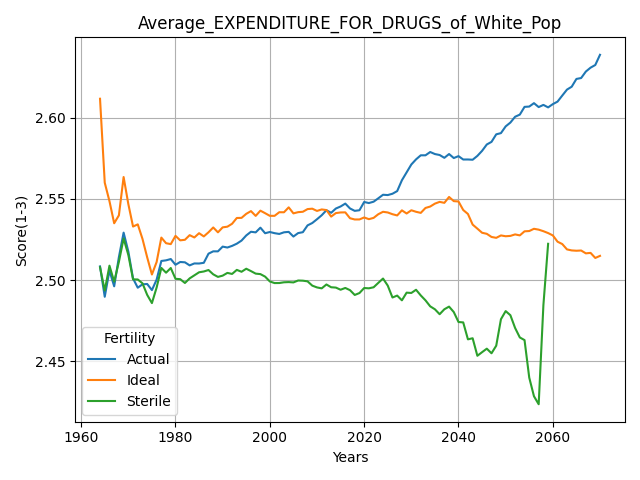 Average_EXPENDITURE_FOR_DRUGS_of_White_Pop
Score(1-3)
2.60
2.55
2.50
2.45
Fertility
Actual
Ideal
Sterile
1960 1980 2000 2020 2040 2060
Years